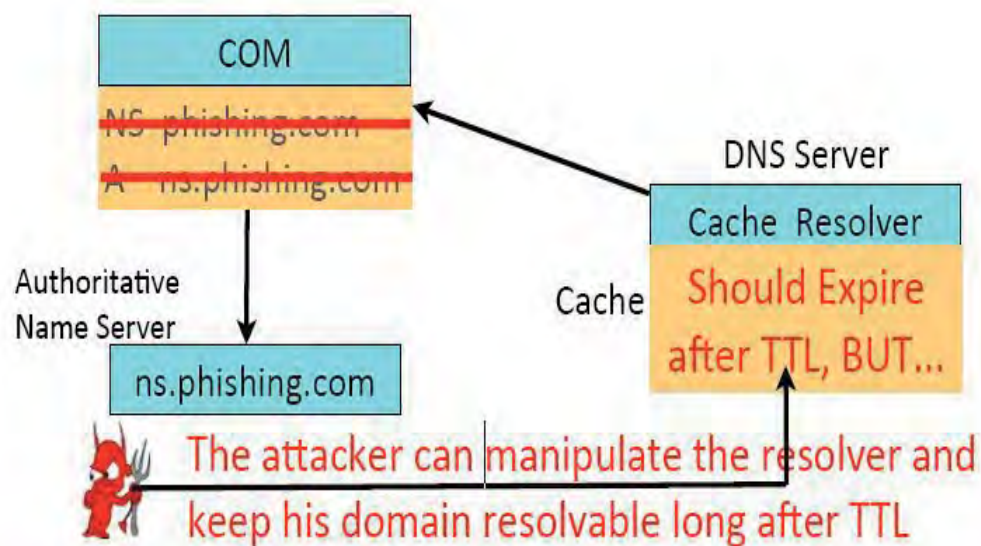 COM
NS phishing.com
A ns.phishing.com
DNS Server
Cache Resolver
Cache
Should Expire
after TTL, BUT...
Authoritative
Name Server
ns.phishing.com
The attacker can manipulate the resolver and
keep his domain resolvable long after TTL